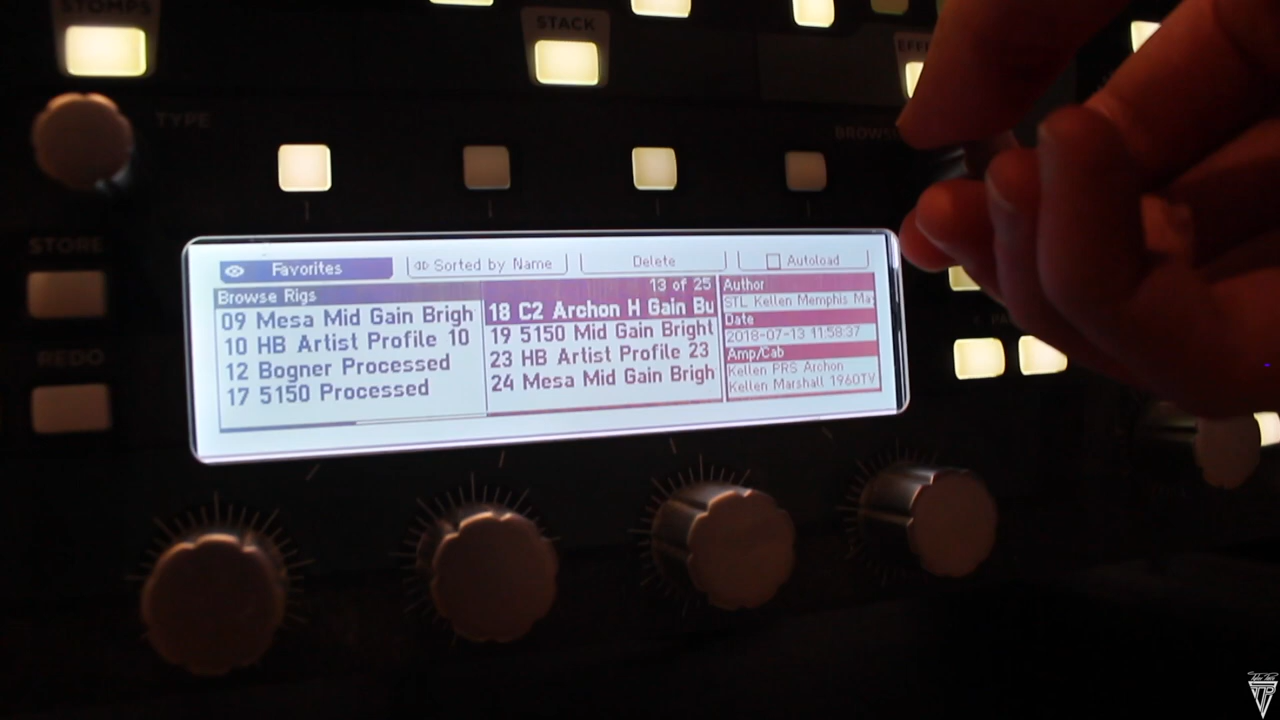 STOMPS
STACK
TYPE
STORE
REDO
Favorites
Sorted by Name
Delete
Autoload
Browse Rigs
13 of 25
09 Mesa Mid Gain Brigh
10 HB Artist Profile 10
12 Bogner Processed
17 5150 Processed
18 C2 Archon H Gain Bu
19 5150 Mid Gain Bright
23 HB Artist Profile 23
24 Mesa Mid Gain Brigh
Author
STL Kellen Memphis Ma
Date
2018-07-13 11:58:37
Amp/Cab
Kellen PRS Archon
Kellen Marshall 1960TV